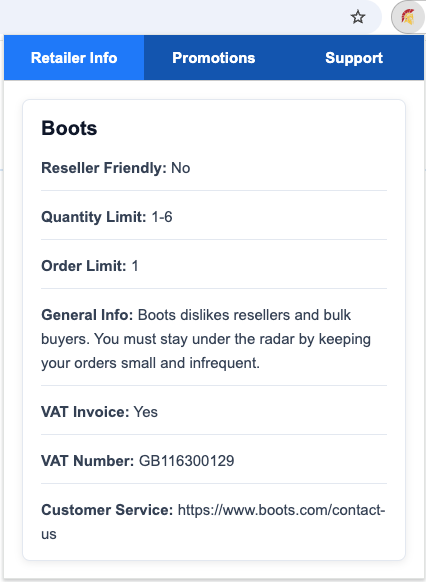 Retailer Info Promotions Support
Boots
Reseller Friendly: No
Quantity Limit: 1-6
Order Limit: 1
General Info: Boots dislikes resellers and bulk
buyers. You must stay under the radar by keeping
your orders small and infrequent.
VAT Invoice: Yes
VAT Number: GB116300129
Customer Service: https://www.boots.com/contact-
us